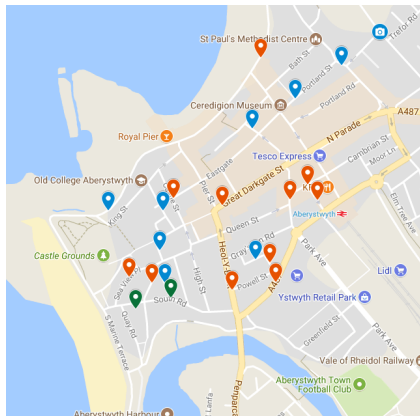 St Paul's Methodist Centre
Bath St
Trefor Rd
Portland St
Portland Rd
Ceredigion Museum
A487
N Parade
Royal Pier
Cambrian St
Eastgate
Tesco Express
Moor Ln
Pier St
Great Darkgate St
Old College Aberystwyth
King St
Queen St
Aberystwyth
Elm Tree Ave
Park Ave
Castle Grounds
High St
Powell St
Lidl
Sea View Pl
South Rd
Ystwyth Retail Park
Quay Rd
S Marine Terrace
Greenfield St
Park Ave
Vale of Rheidol Railway
Aberystwyth Town
Football Club
Aberystwyth Harbour